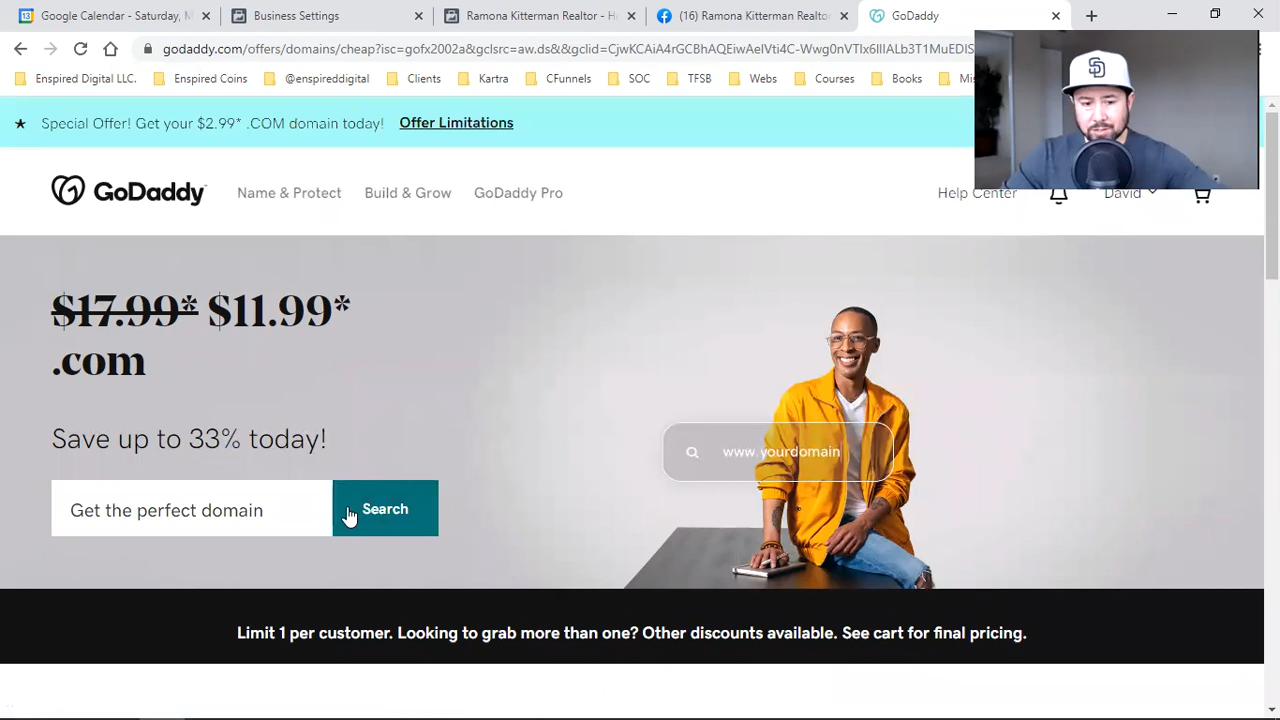 Google Calendar - Saturday, M
Business Settings
Ramona Kitterman Realtor - H
(16) Ramona Kitterman Realtor
GoDaddy
godaddy.com/offers/domains/cheap?isc=gofx2002a&gclsrc=aw.ds&&gclid=
Enspired Digital LLC.
Enspired Coins
@enspireddigital
Clients
Kartra
CFunnels
SOC
TFSB
Webs
Courses
Books
Special Offer! Get your $2.99* .COM domain today! Offer Limitations
GoDaddy
Name & Protect
Build & Grow
GoDaddy Pro
Help Center
David
$17.99* $11.99*
.com
Save up to 33% today!
www.yourdomain
Get the perfect domain
Search
Limit 1 per customer. Looking to grab more than one? Other discounts available. See cart for final pricing.